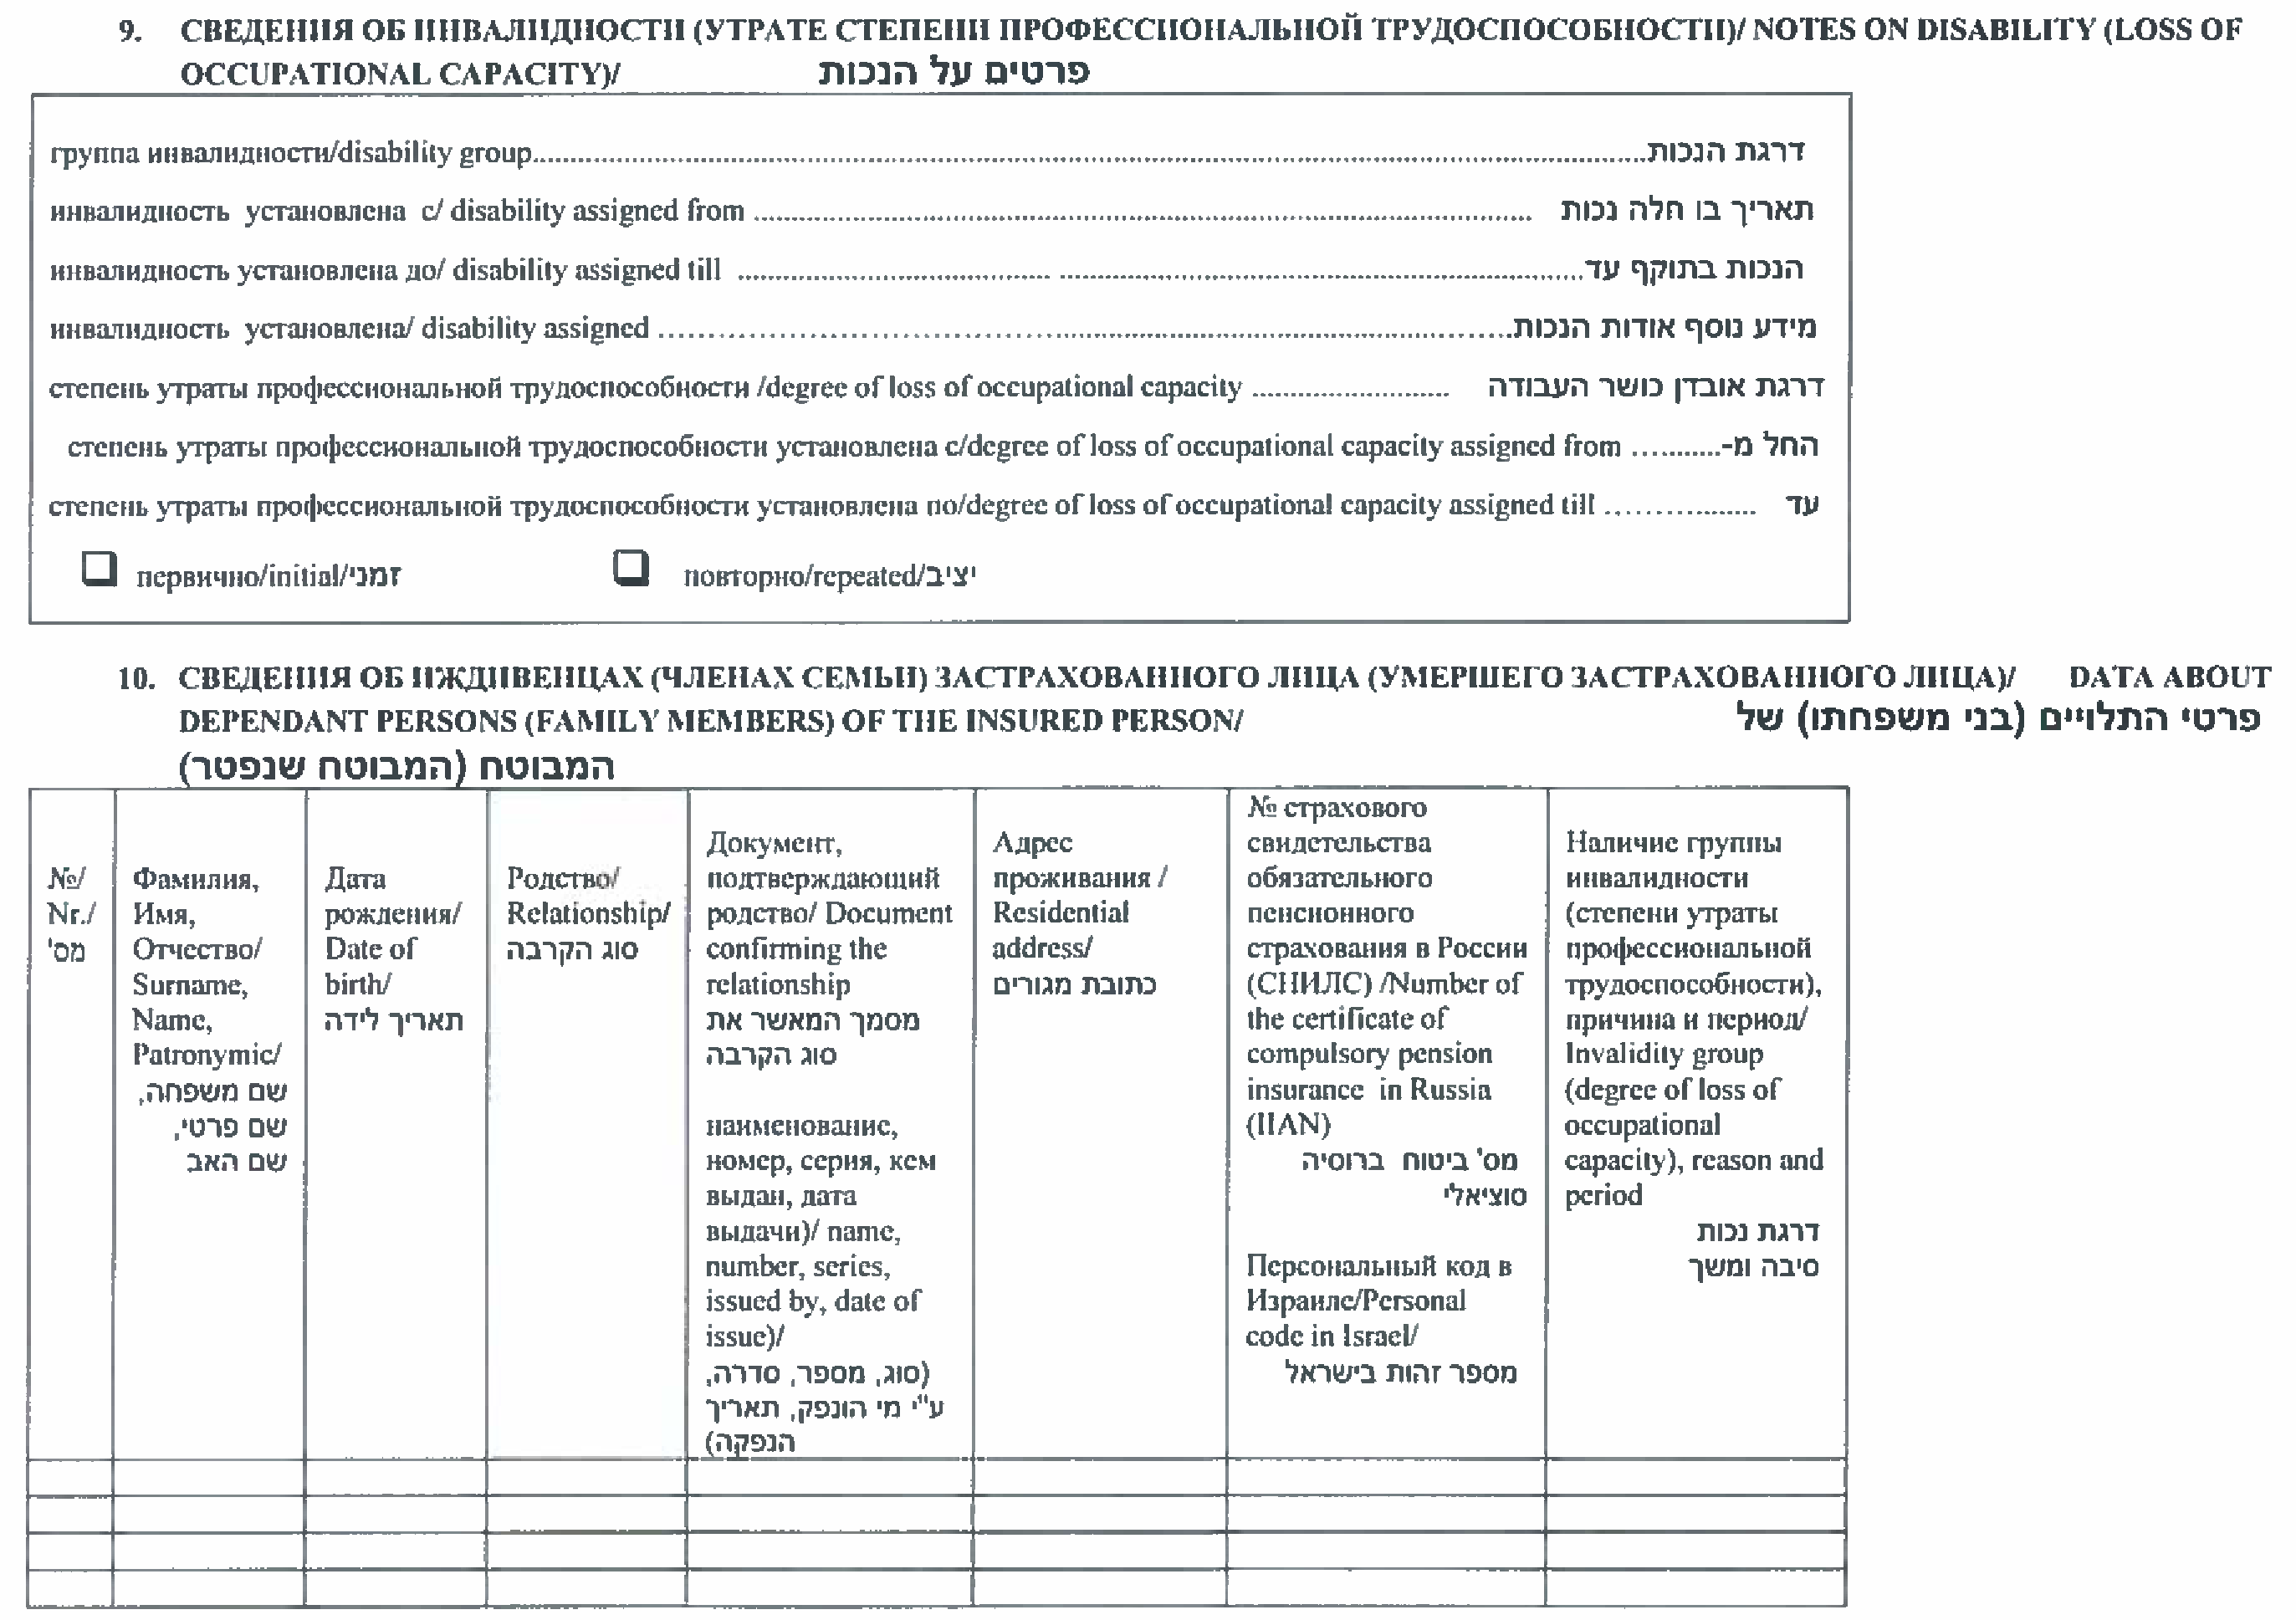 9. СВЕДЕНИЯ ОБ ИНВАЛИДНОСТИ (УТРАТЕ СТЕПЕНИ ПРОФЕССИОНАЛЬНОЙ ТРУДОСПОСОБНОСТИ)/ NOTES ON DISABILITY (LOSS OF
OCCUPATIONAL CAPACITY)/ פרטים על הנכות
группа инвалидности/disability group..........דרגת הנכות
инвалидность установлена с/ disability assigned from .......... תאריך בו חלה נכות
инвалидность установлена до/ disability assigned till ..........הנכות בתוקף עד
инвалидность установлена/ disability assigned ..........מידע נוסף אודות הנכות
степень утраты профессиональной трудоспособности /degree of loss of occupational capacity .......... דרגת אובדן כושר העבודה
степень утраты профессиональной трудоспособности установлена с/degree of loss of occupational capacity assigned from ...........החל מ-
степень утраты профессиональной трудоспособности установлена по/degree of loss of occupational capacity assigned till .................. עד
☐ первично/initial/זמני ☐ повторно/repeated/יציב
10. СВЕДЕНИЯ ОБ ИЖДИВЕНЦАХ (ЧЛЕНАХ СЕМЬИ) ЗАСТРАХОВАННОГО ЛИЦА (УМЕРШЕГО ЗАСТРАХОВАННОГО ЛИЦА)/ DATA ABOUT
DEPENDANT PERSONS (FAMILY MEMBERS) OF THE INSURED PERSON/ פרטי התלויים (בני משפחתו) של
המבוטח (המבוטח שנפטר)
№/
Nr./
מס'
Фамилия,
Имя,
Отчество/
Surname,
Name,
Patronymic/
שם משפחה,
שם פרטי,
שם האב
Дата
рождения/
Date of
birth/
תאריך לידה
Родство/
Relationship/
סוג הקרבה
Документ,
подтверждающий
родство/ Document
confirming the
relationship
מסמך המאשר את
סוג הקרבה
наименование,
номер, серия, кем
выдан, дата
выдачи)/ name,
number, series,
issued by, date of
issue)/
(סוג, מספר, סדרה,
ע"י מי הונפק, תאריך
הנפקה)
Адрес
проживания /
Residential
address/
כתובת מגורים
№ страхового
свидетельства
обязательного
пенсионного
страхования в России
(СНИЛС) /Number of
the certificate of
compulsory pension
insurance in Russia
(IIAN)
מס' ביטוח ברוסיה
סוציאלי
Персональный код в
Израиле/Personal
code in Israel/
מספר זהות בישראל
Наличие группы
инвалидности
(степени утраты
профессиональной
трудоспособности),
причина и период/
Invalidity group
(degree of loss of
occupational
capacity), reason and
period
דרגת נכות
סיבה ומשך